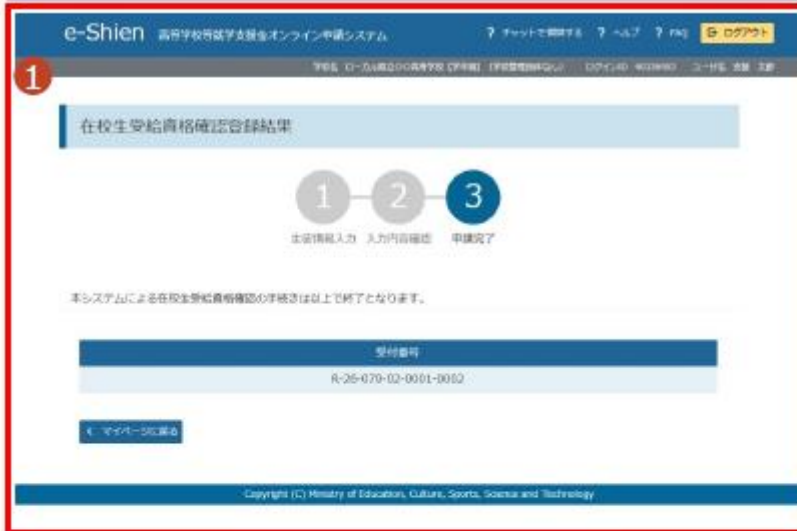 e-Shien 高等学校等就学支援金オンライン申請システム ? チャットで質問する ? ヘルプ ? FAQ ログアウト
1
在校生受給資格確認登録結果
1 2 3
生徒情報入力 入力内容確認 申請完了
本システムによる在校生受給資格確認の手続きは以上で終了となります。
受付番号
R-26-070-02-0001-0002
マイページに戻る
Copyright (C) Ministry of Education, Culture, Sports, Science and Technology